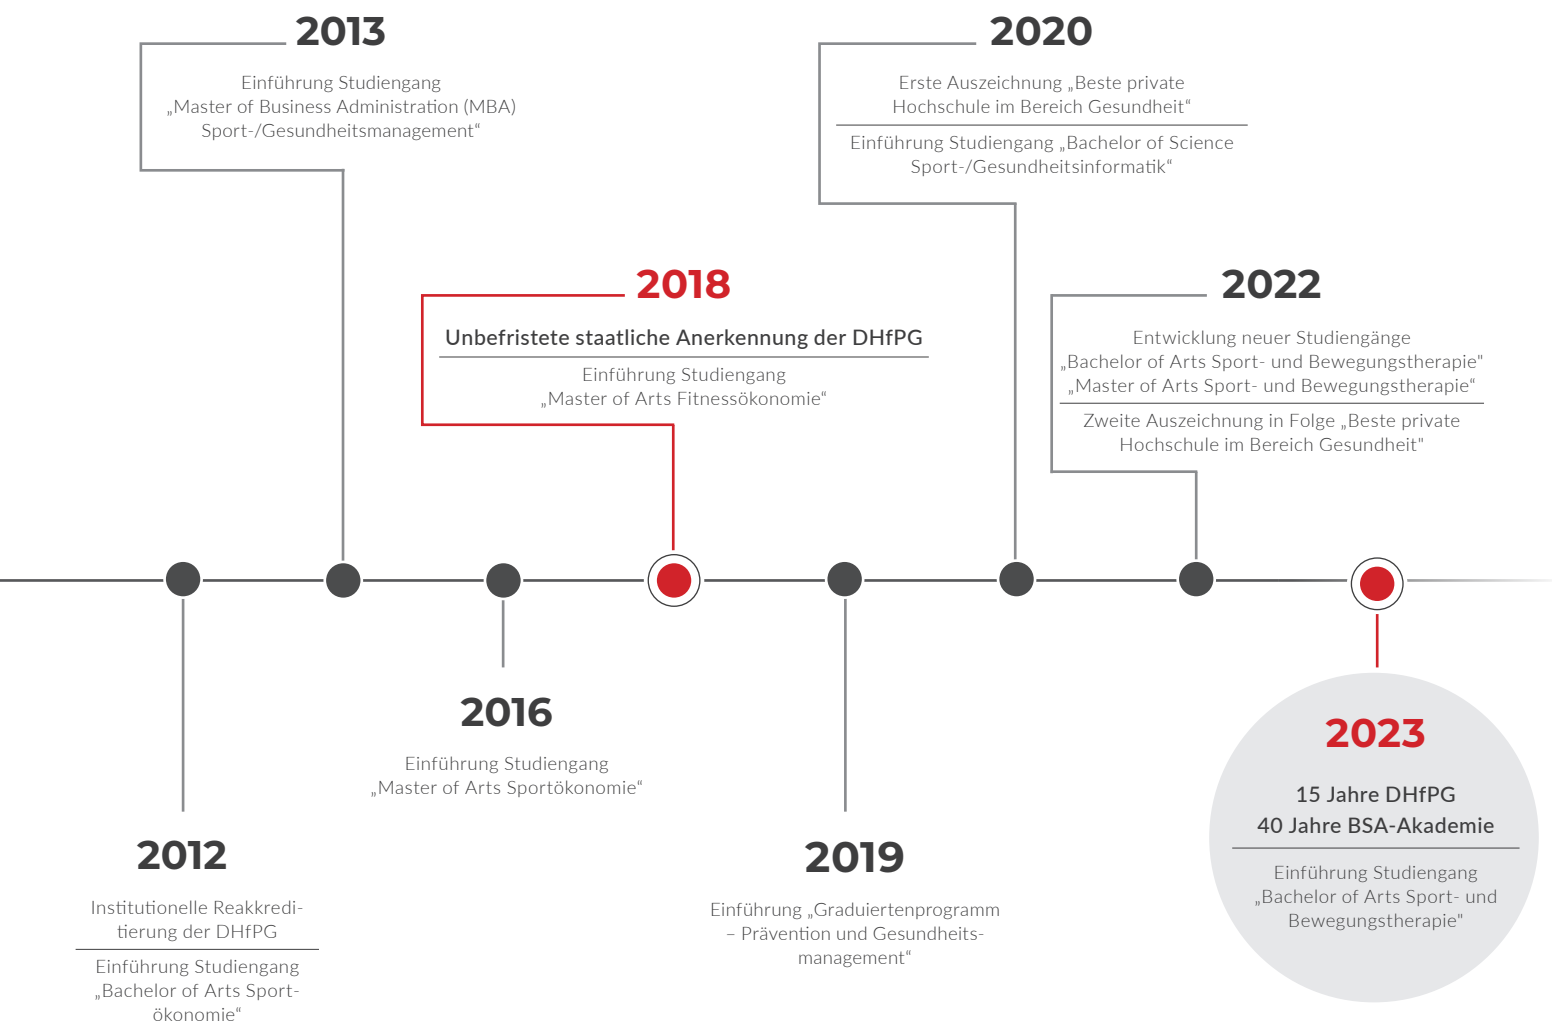 2013
Einführung Studiengang
„Master of Business Administration (MBA)
Sport-/Gesundheitsmanagement“
2020
Erste Auszeichnung „Beste private
Hochschule im Bereich Gesundheit“
Einführung Studiengang „Bachelor of Science
Sport-/Gesundheitsinformatik“
2018
Unbefristete staatliche Anerkennung der DHfPG
Einführung Studiengang
„Master of Arts Fitnessökonomie“
2022
Entwicklung neuer Studiengänge
„Bachelor of Arts Sport- und Bewegungstherapie"
„Master of Arts Sport- und Bewegungstherapie“
Zweite Auszeichnung in Folge „Beste private
Hochschule im Bereich Gesundheit"
2012
Institutionelle Reakkredi-
tierung der DHfPG
Einführung Studiengang
„Bachelor of Arts Sport-
ökonomie“
2016
Einführung Studiengang
„Master of Arts Sportökonomie“
2019
Einführung „Graduiertenprogramm
– Prävention und Gesundheits-
management“
2023
15 Jahre DHfPG
40 Jahre BSA-Akademie
Einführung Studiengang
„Bachelor of Arts Sport- und
Bewegungstherapie"